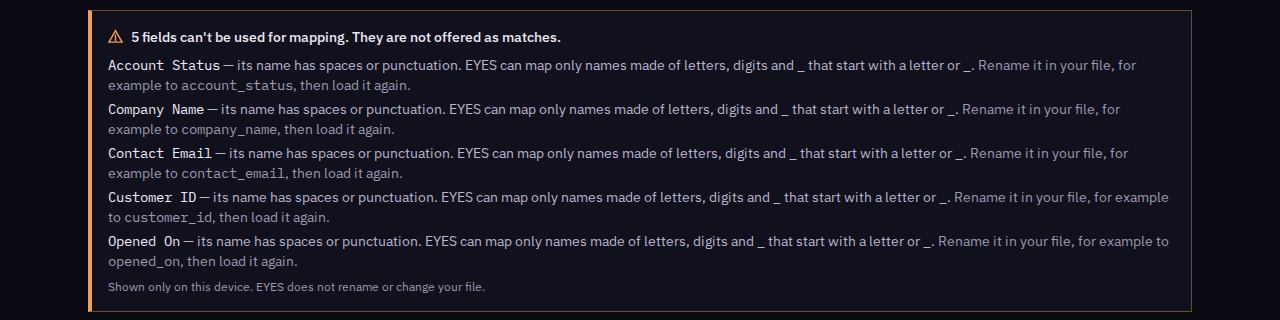 5 fields can't be used for mapping. They are not offered as matches.
Account Status — its name has spaces or punctuation. EYES can map only names made of letters, digits and _ that start with a letter or _. Rename it in your file, for
example to account_status, then load it again.
Company Name — its name has spaces or punctuation. EYES can map only names made of letters, digits and _ that start with a letter or _. Rename it in your file, for
example to company_name, then load it again.
Contact Email — its name has spaces or punctuation. EYES can map only names made of letters, digits and _ that start with a letter or _. Rename it in your file, for
example to contact_email, then load it again.
Customer ID — its name has spaces or punctuation. EYES can map only names made of letters, digits and _ that start with a letter or _. Rename it in your file, for example
to customer_id, then load it again.
Opened On — its name has spaces or punctuation. EYES can map only names made of letters, digits and _ that start with a letter or _. Rename it in your file, for example to
opened_on, then load it again.
Shown only on this device. EYES does not rename or change your file.